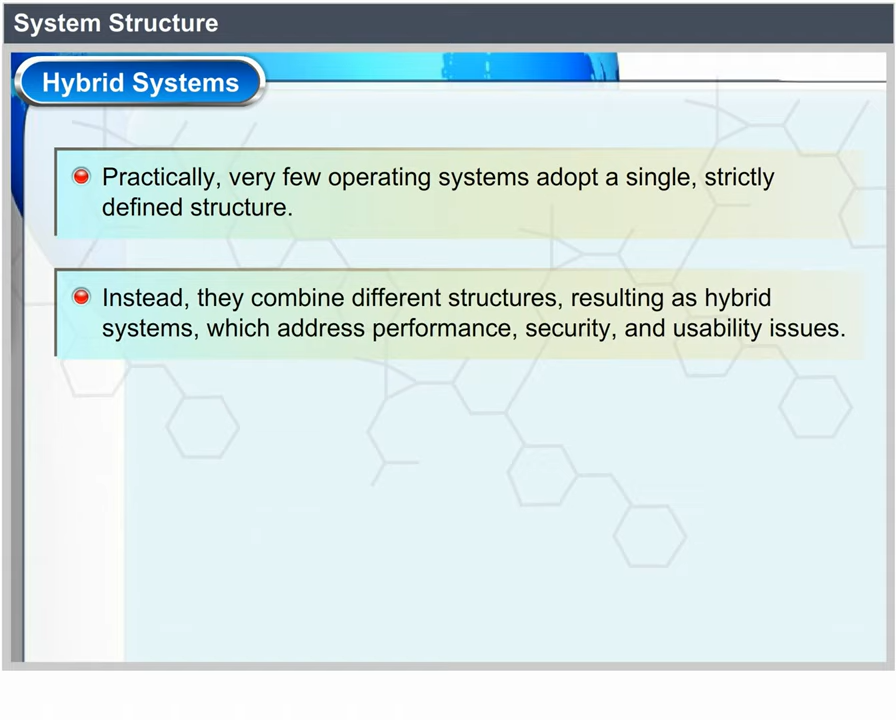 System Structure
Hybrid Systems
Practically, very few operating systems adopt a single, strictly
defined structure.
Instead, they combine different structures, resulting as hybrid
systems, which address performance, security, and usability issues.